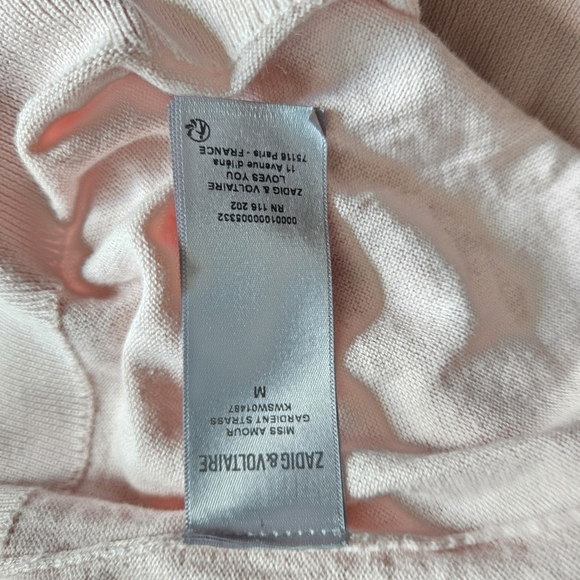 ZADIG & VOLTAIRE
MISS AMOUR
GARDIENT STRASS
KWSW01487
M
0000100005332
RN 116 202
ZADIG & VOLTAIRE
LOVES YOU
11 Avenue d'Iéna
75116 Paris - FRANCE